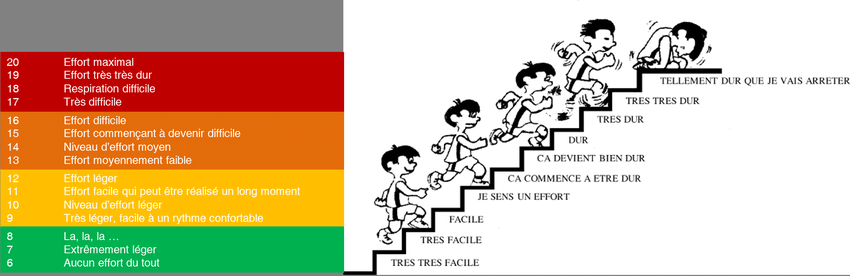 20 Effort maximal
19 Effort très très dur
18 Respiration difficile
17 Très difficile
16 Effort difficile
15 Effort commençant à devenir difficile
14 Niveau d'effort moyen
13 Effort moyennement faible
12 Effort léger
11 Effort facile qui peut être réalisé un long moment
10 Niveau d'effort léger
9 Très léger, facile à un rythme confortable
8 La, la, la ...
7 Extrêmement léger
6 Aucun effort du tout
TELLEMENT DUR QUE JE VAIS ARRETER
TRES TRES DUR
TRES DUR
DUR
CA DEVIENT BIEN DUR
CA COMMENCE A ETRE DUR
JE SENS UN EFFORT
FACILE
TRES FACILE
TRES TRES FACILE